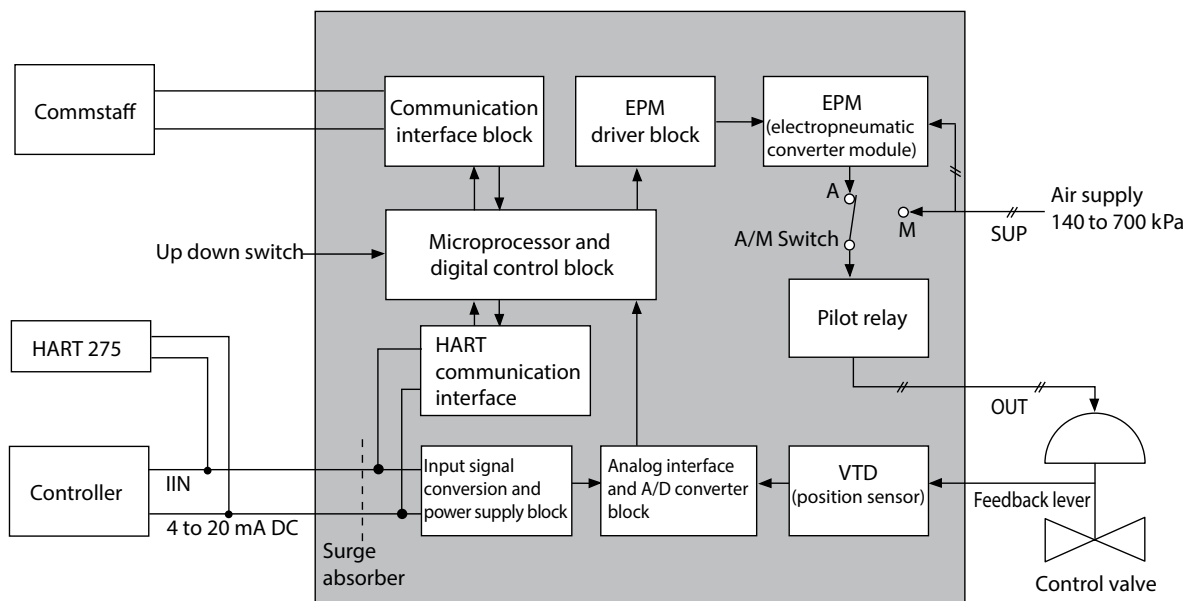 Commstaff
Communication
interface block
EPM
driver block
EPM
(electropneumatic
converter module)
A
M
A/M Switch
SUP
Air supply
140 to 700 kPa
Up down switch
Microprocessor and
digital control block
Pilot relay
HART 275
HART
communication
interface
OUT
Controller
IIN
4 to 20 mA DC
Surge
absorber
Input signal
conversion and
power supply block
Analog interface
and A/D converter
block
VTD
(position sensor)
Feedback lever
Control valve